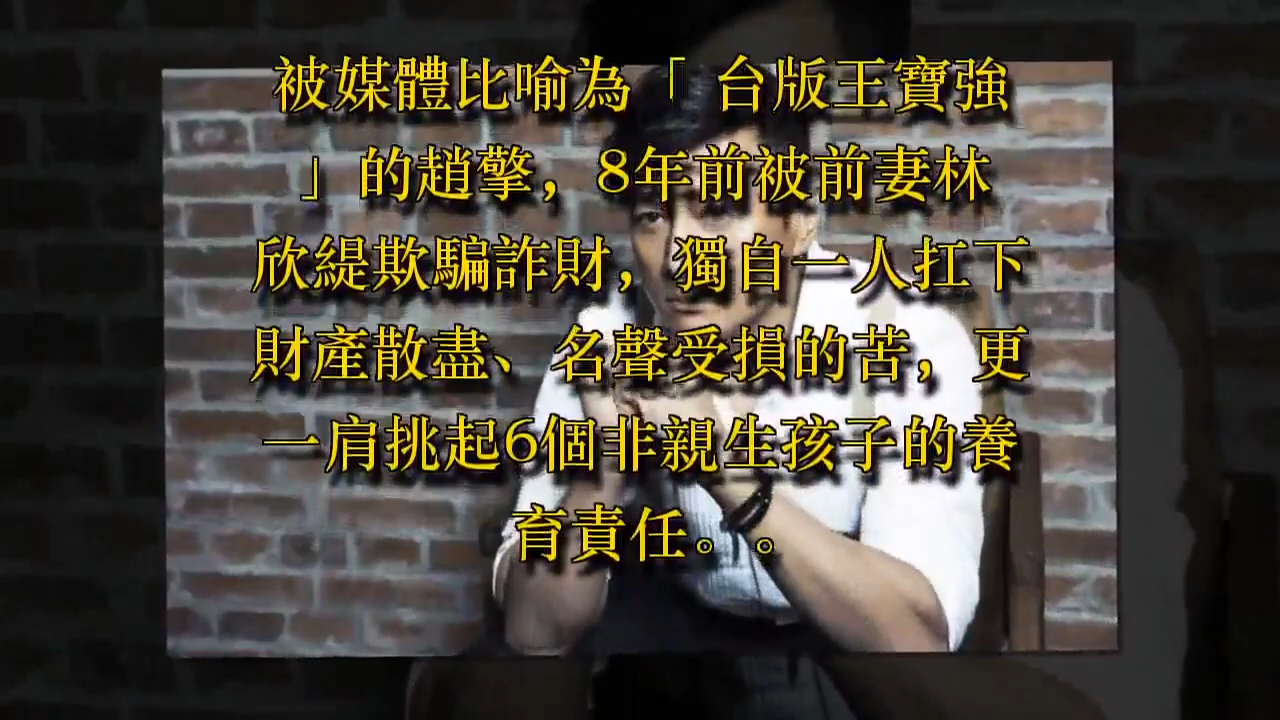 被媒體比喻為「 台版王寶強
」的趙擎，8年前被前妻林
欣緹欺騙詐財，獨自一人扛下
財產散盡、名聲受損的苦，更
一肩挑起6個非親生孩子的養
育責任。。